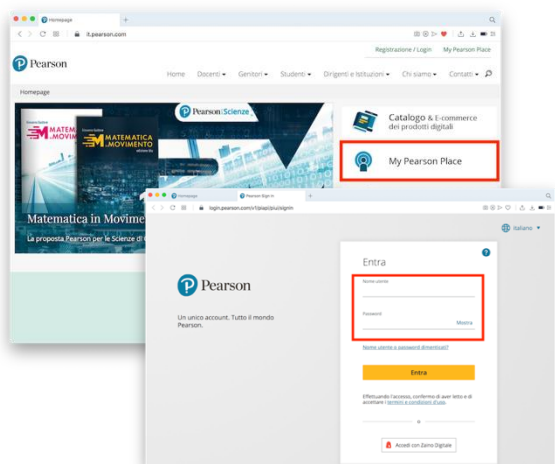 Homepage
it.pearson.com
Registrazione / Login My Pearson Place
Pearson
Home Docenti Genitori Studenti Dirigenti e Istituzioni Chi siamo Contatti
Homepage
Pearson Scienze
MATEMATICA
MOVIMENTO
Catalogo & E-commerce
dei prodotti digitali
My Pearson Place
Matematica in Movime
La proposta Pearson per le Scienze di
Homepage
Pearson Sign In
login.pearson.com/v1/piapi/piui/signin
Italiano
Pearson
Un unico account. Tutto il mondo
Pearson.
?
Entra
Nome utente
Password
Mostra
Nome utente o password dimenticati?
Entra
Effettuando l'accesso, confermo di aver letto e di
accettare i termini e condizioni d'uso.
o
Accedi con Zaino Digitale